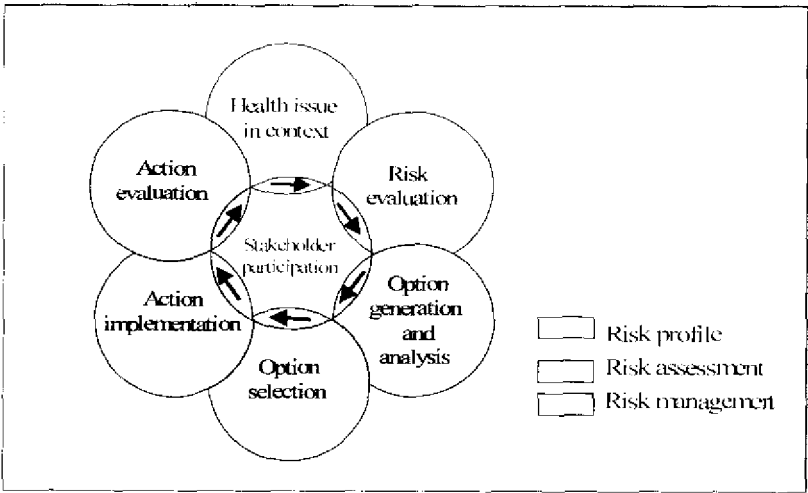 Health issue
in context
Risk
evaluation
Option
generation
and
analysis
Option
selection
Action
implementation
Action
evaluation
Stakeholder
participation
Risk profile
Risk assessment
Risk management